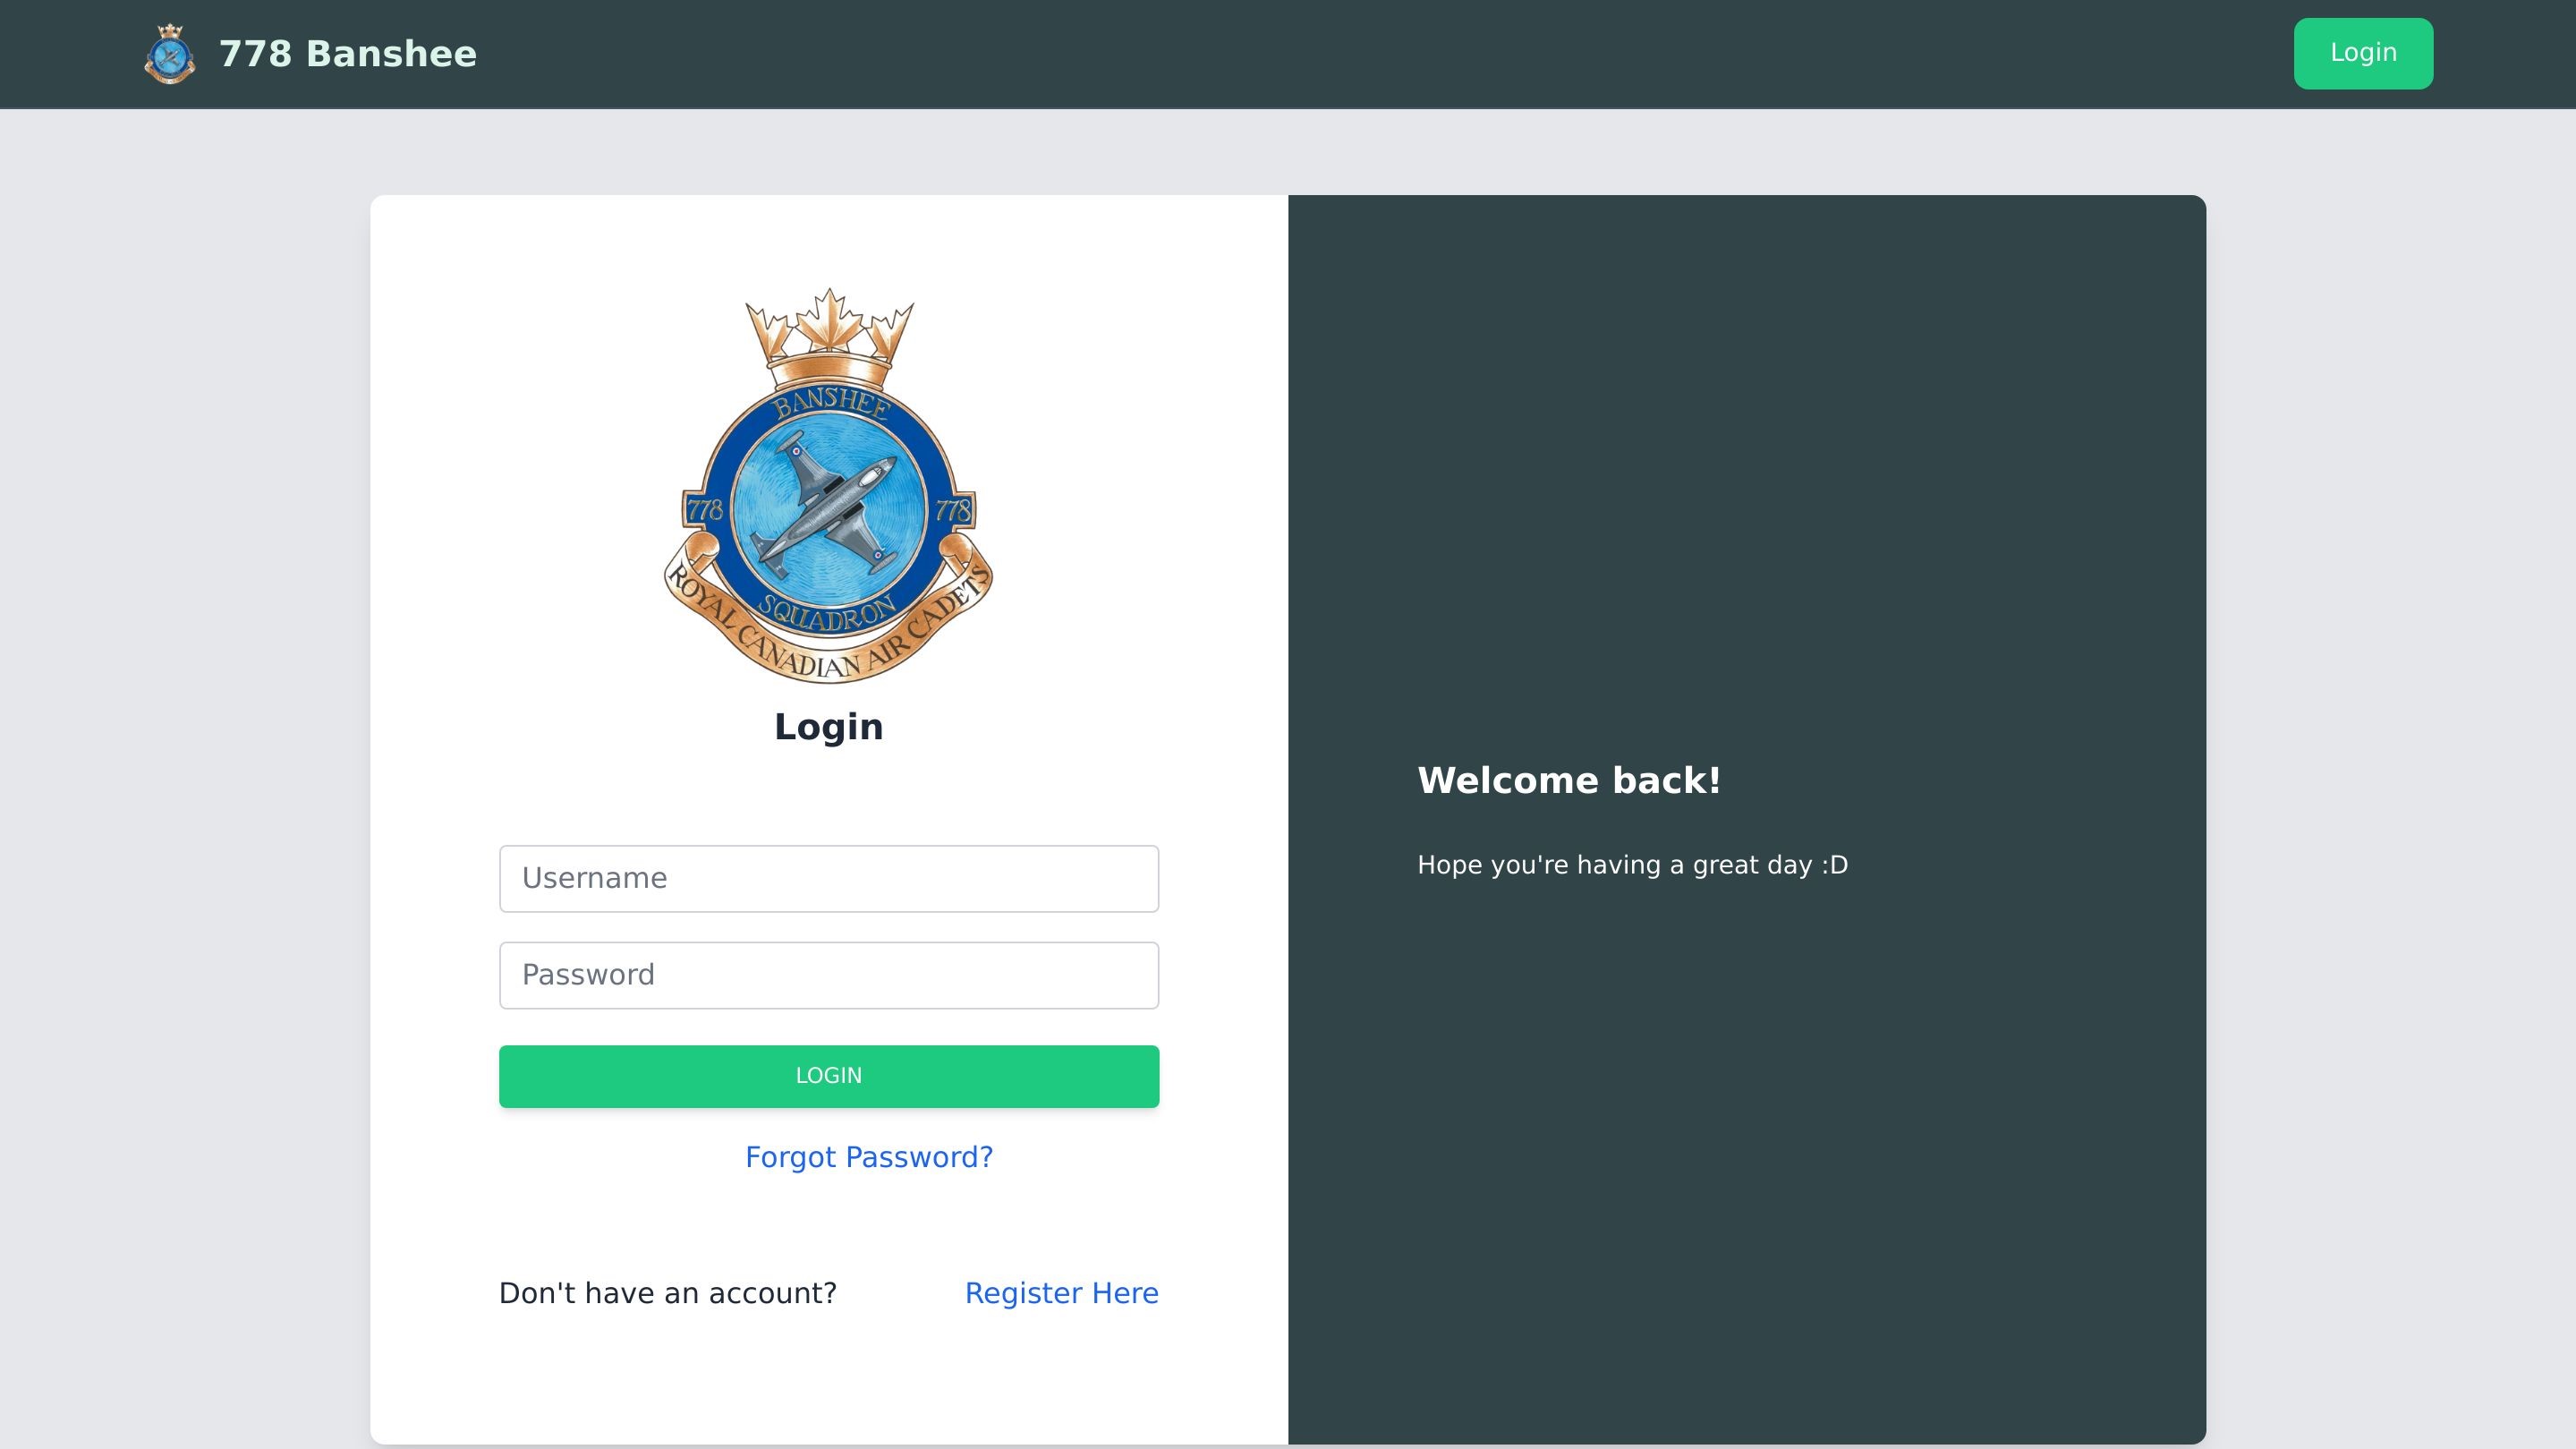 778 Banshee
Login
BANSHEE
778
778
SQUADRON
ROYAL CANADIAN AIR CADETS
Login
Username
Password
LOGIN
Forgot Password?
Don't have an account?
Register Here
Welcome back!
Hope you're having a great day :D